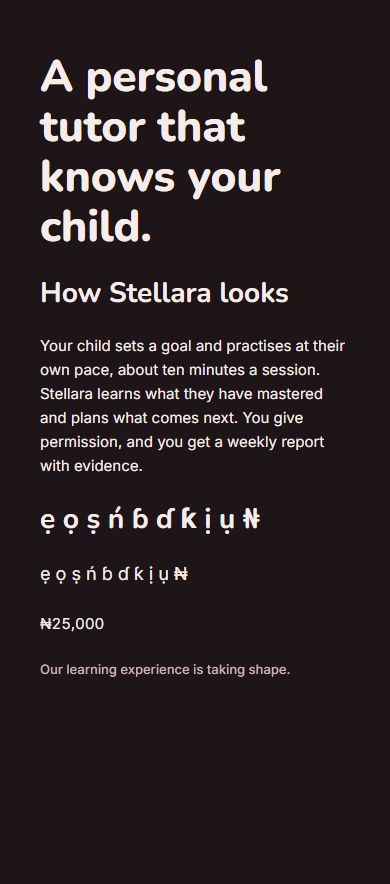 A personal
tutor that
knows your
child.
How Stellara looks
Your child sets a goal and practises at their
own pace, about ten minutes a session.
Stellara learns what they have mastered
and plans what comes next. You give
permission, and you get a weekly report
with evidence.
ẹ ọ ṣ ń ɓ ɗ ƙ ị ụ ₦
ẹ ọ ṣ ń ɓ ɗ ƙ ị ụ ₦
₦25,000
Our learning experience is taking shape.